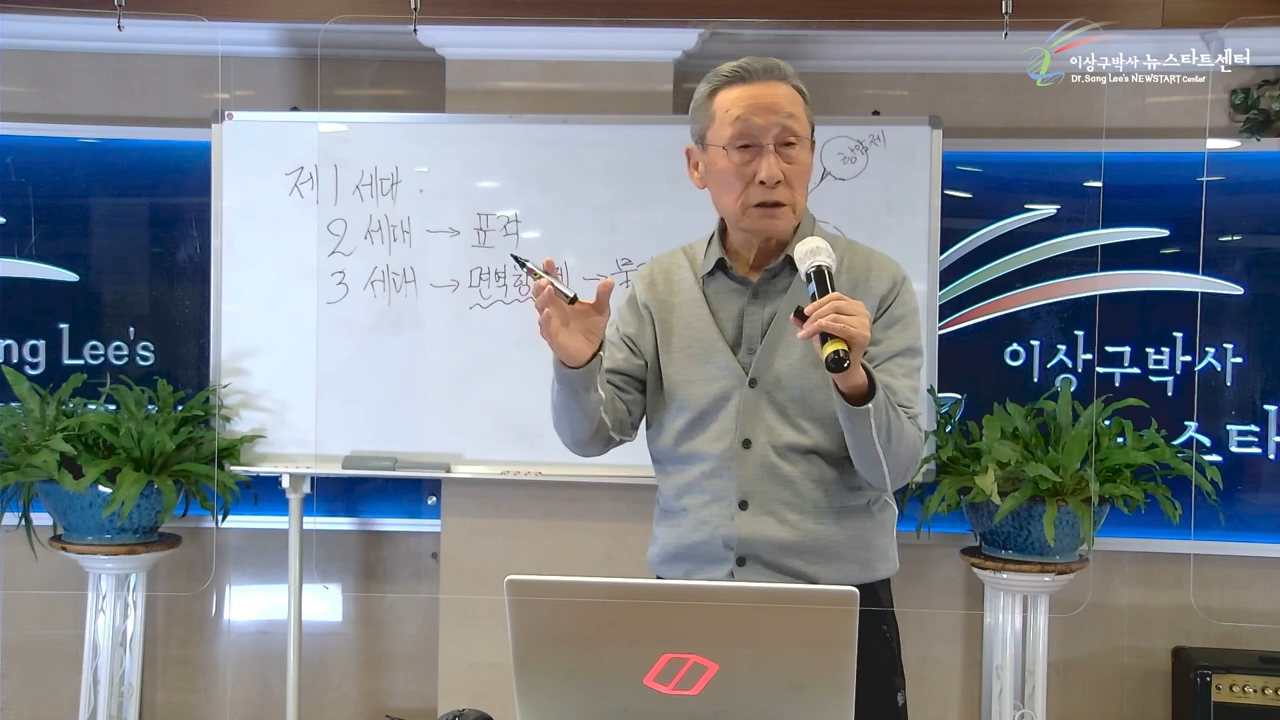 이상구박사 뉴스타트센터
Dr. Sang Lee's NEWSTART Center
제1 세대
2 세대 → 표적
3 세대 → 면역항 →
항암제
ng Lee's
이상구박사
스타